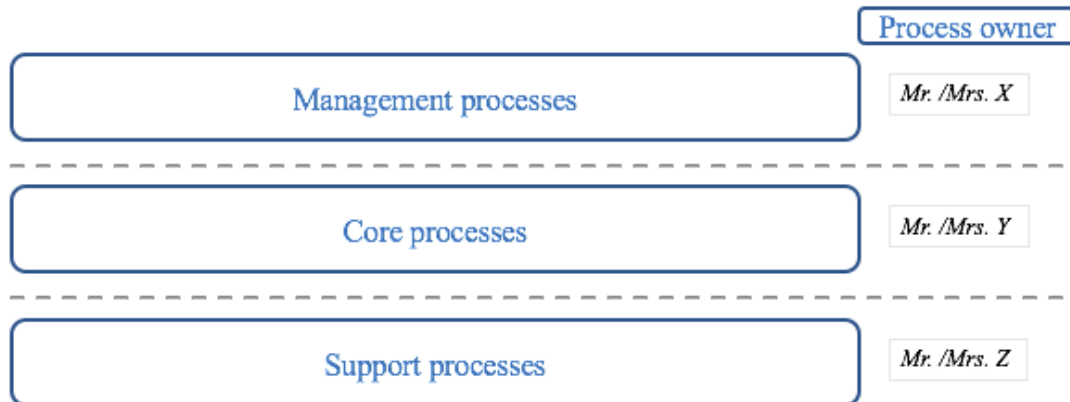 Process owner
Management processes
Mr. /Mrs. X
Core processes
Mr. /Mrs. Y
Support processes
Mr. /Mrs. Z